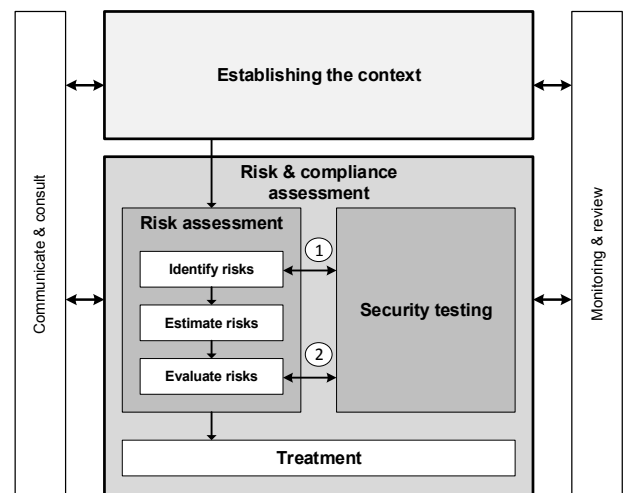 Establishing the context
Communicate & consult
Monitoring & review
Risk & compliance
assessment
Risk assessment
1
Identify risks
Security testing
Estimate risks
2
Evaluate risks
Treatment